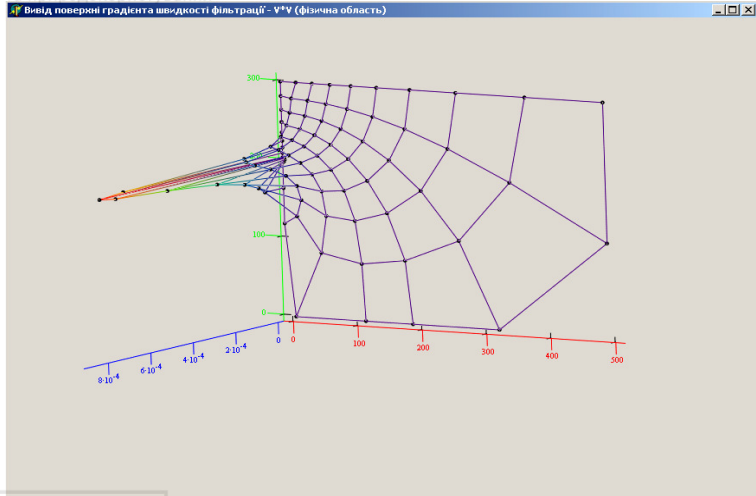 Вивід поверхні градієнта швидкості фільтрації - V*V (фізична область)
300
100
0
8·10⁻⁴ 6·10⁻⁴ 4·10⁻⁴ 2·10⁻⁴ 0
0 100 200 300 400 500